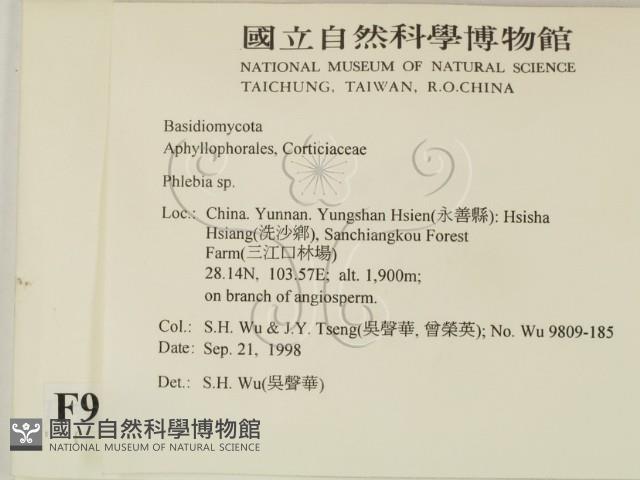 國立自然科學博物館
NATIONAL MUSEUM OF NATURAL SCIENCE
TAICHUNG, TAIWAN, R.O.CHINA
Basidiomycota
Aphyllophorales, Corticiaceae
Phlebia sp.
Loc.: China. Yunnan. Yungshan Hsien(永善縣): Hsisha
Hsiang(洗沙鄉), Sanchiangkou Forest
Farm(三江口林場)
28.14N, 103.57E; alt. 1,900m;
on branch of angiosperm.
Col.: S.H. Wu & J.Y. Tseng(吳聲華, 曾榮英); No. Wu 9809-185
Date: Sep. 21, 1998
Det.: S.H. Wu(吳聲華)
F9
國立自然科學博物館
NATIONAL MUSEUM OF NATURAL SCIENCE